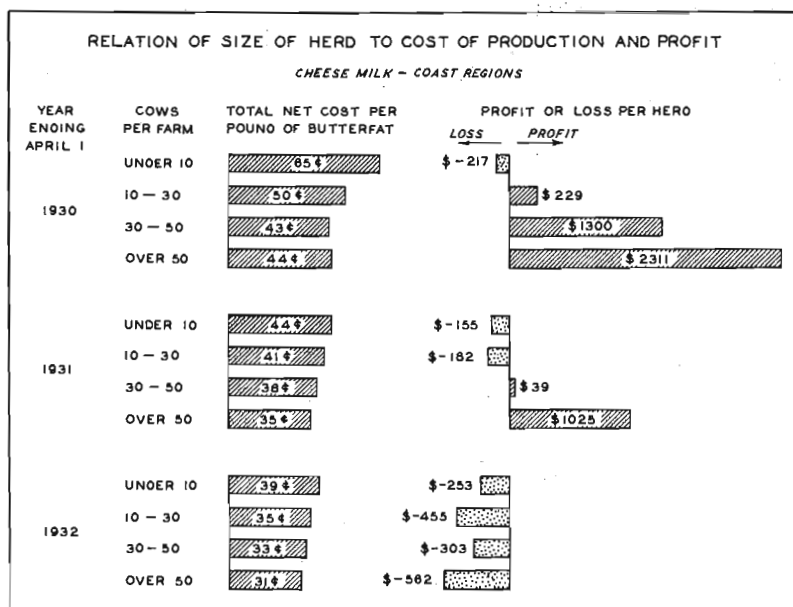 RELATION OF SIZE OF HERD TO COST OF PRODUCTION AND PROFIT
CHEESE MILK – COAST REGIONS
YEAR ENDING APRIL 1
COWS PER FARM
TOTAL NET COST PER POUND OF BUTTERFAT
PROFIT OR LOSS PER HERD
LOSS PROFIT
1930
UNDER 10 65¢ $-217
10 – 30 50¢ $229
30 – 50 43¢ $1300
OVER 50 44¢ $2311
1931
UNDER 10 44¢ $-155
10 – 30 41¢ $-182
30 – 50 38¢ $39
OVER 50 35¢ $1025
1932
UNDER 10 39¢ $-253
10 – 30 35¢ $-455
30 – 50 33¢ $-303
OVER 50 31¢ $-562